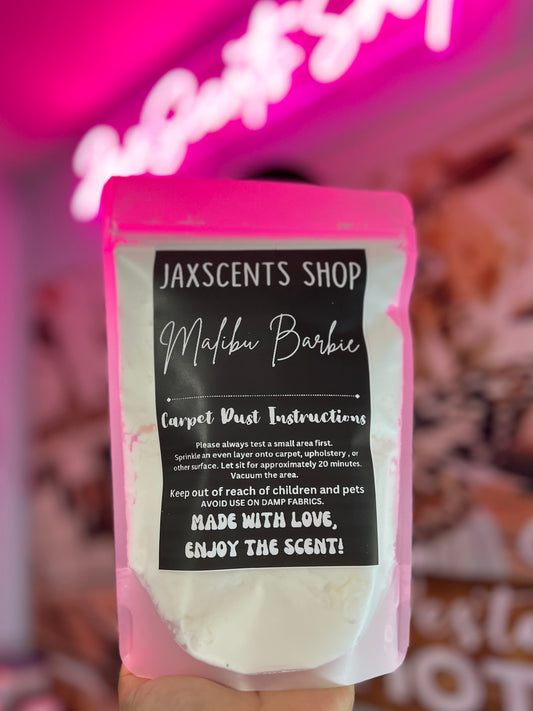 JaxScents Shop
JAXSCENTS SHOP
Malibu Barbie
Carpet Dust Instructions
Please always test a small area first.
Sprinkle an even layer onto carpet, upholstery , or
other surface. Let sit for approximately 20 minutes.
Vacuum the area.
Keep out of reach of children and pets
AVOID USE ON DAMP FABRICS.
MADE WITH LOVE,
ENJOY THE SCENT!